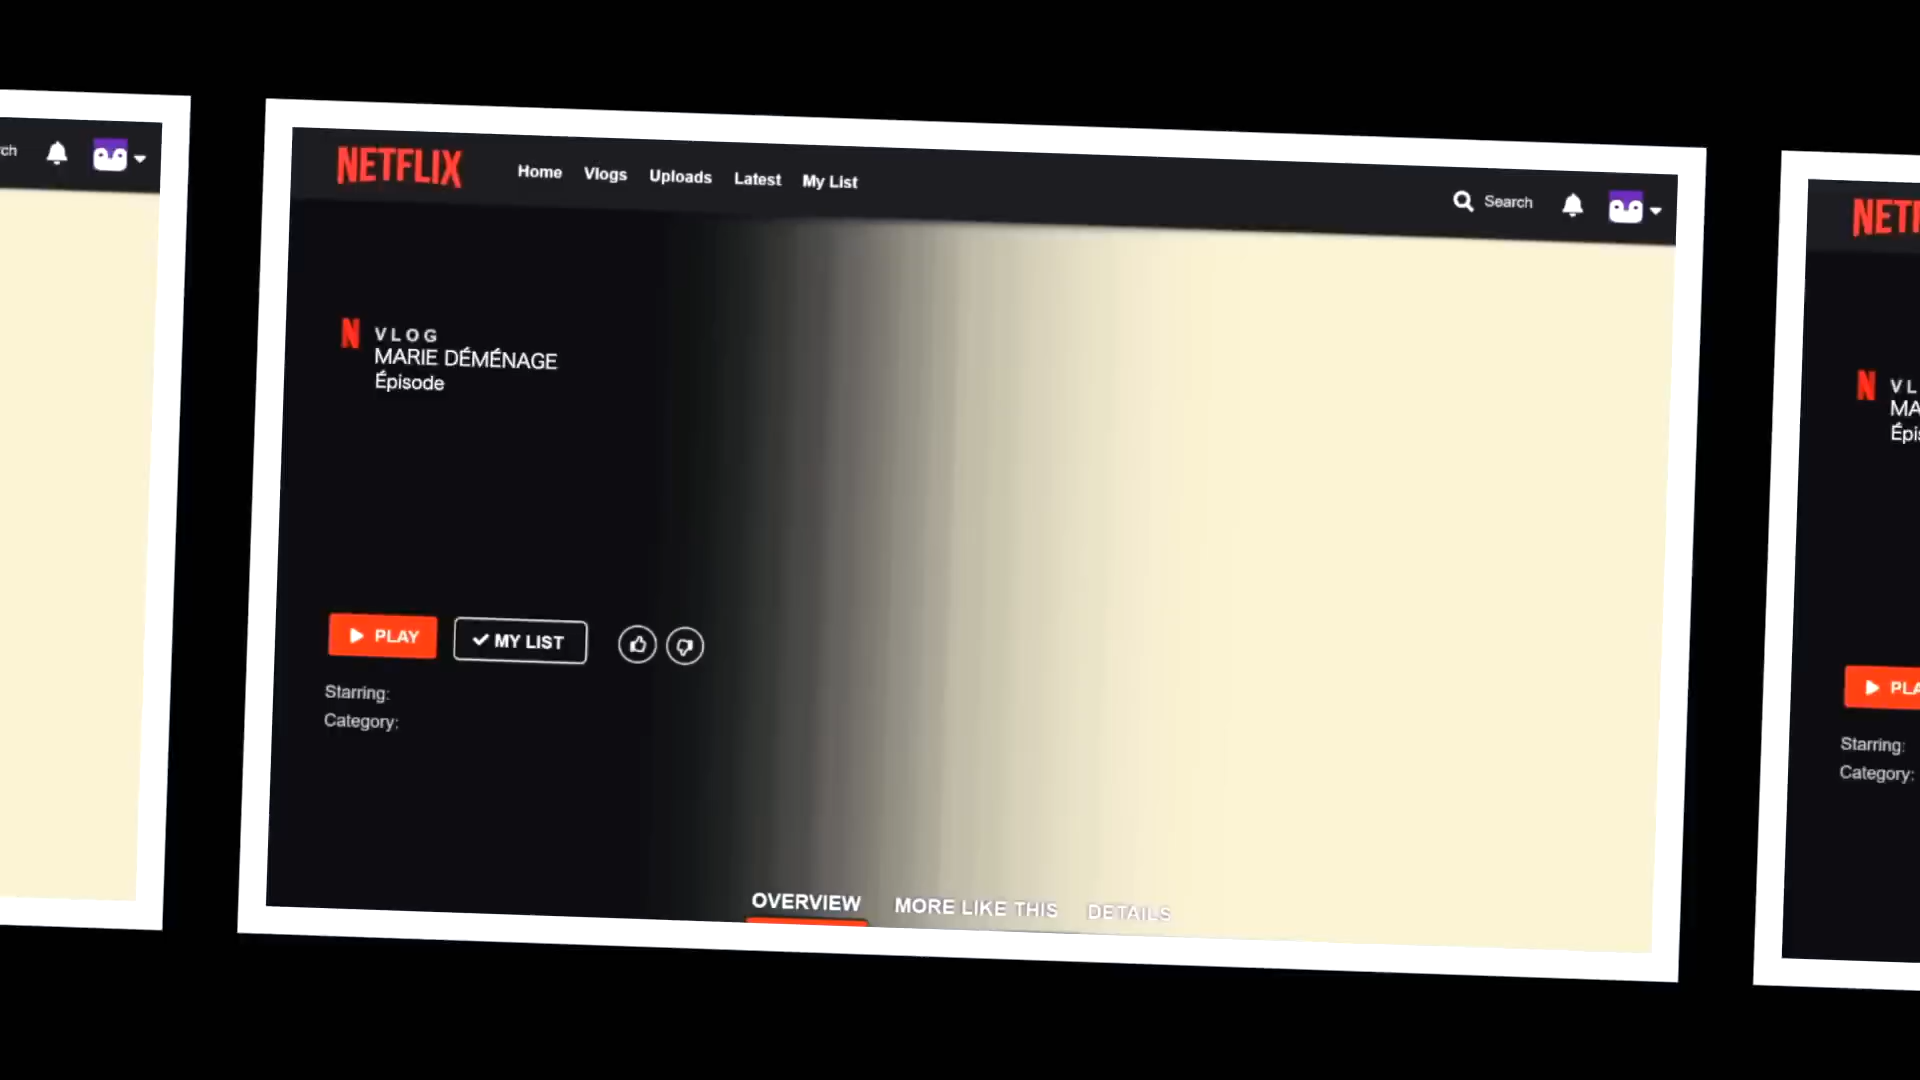 ch
NETFLIX Home Vlogs Uploads Latest My List Search
VLOG
MARIE DÉMÉNAGE
Épisode
PLAY MY LIST
Starring:
Category:
OVERVIEW MORE LIKE THIS DETAILS
NETF
N VL
MA
Épis
PLA
Starring:
Category: